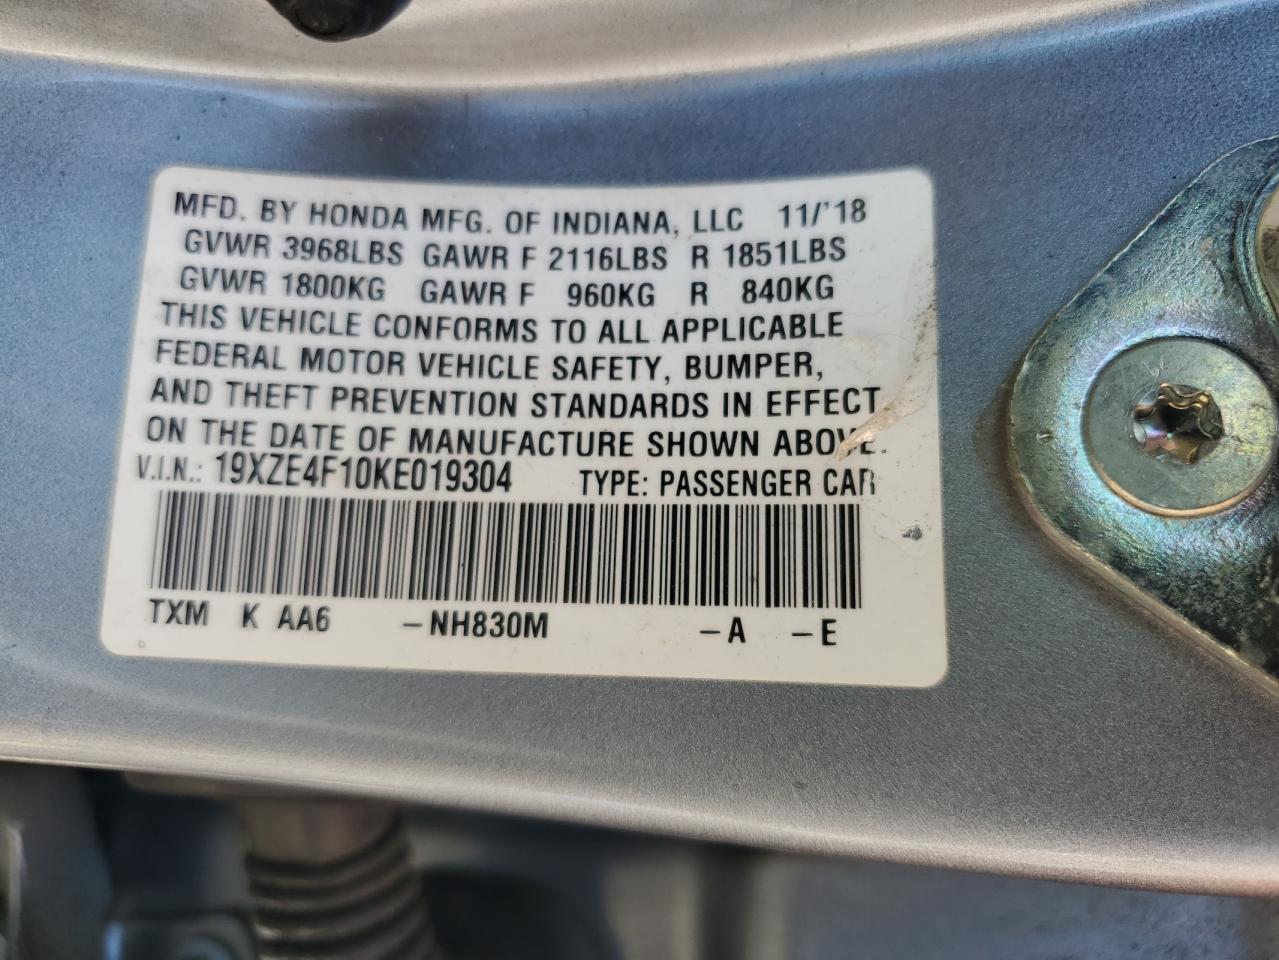 MFD. BY HONDA MFG. OF INDIANA, LLC 11/'18
GVWR 3968LBS GAWR F 2116LBS R 1851LBS
GVWR 1800KG GAWR F 960KG R 840KG
THIS VEHICLE CONFORMS TO ALL APPLICABLE
FEDERAL MOTOR VEHICLE SAFETY, BUMPER,
AND THEFT PREVENTION STANDARDS IN EFFECT
ON THE DATE OF MANUFACTURE SHOWN ABOVE.
V.I.N.: 19XZE4F10KE019304 TYPE: PASSENGER CAR
TXM K AA6 -NH830M -A -E